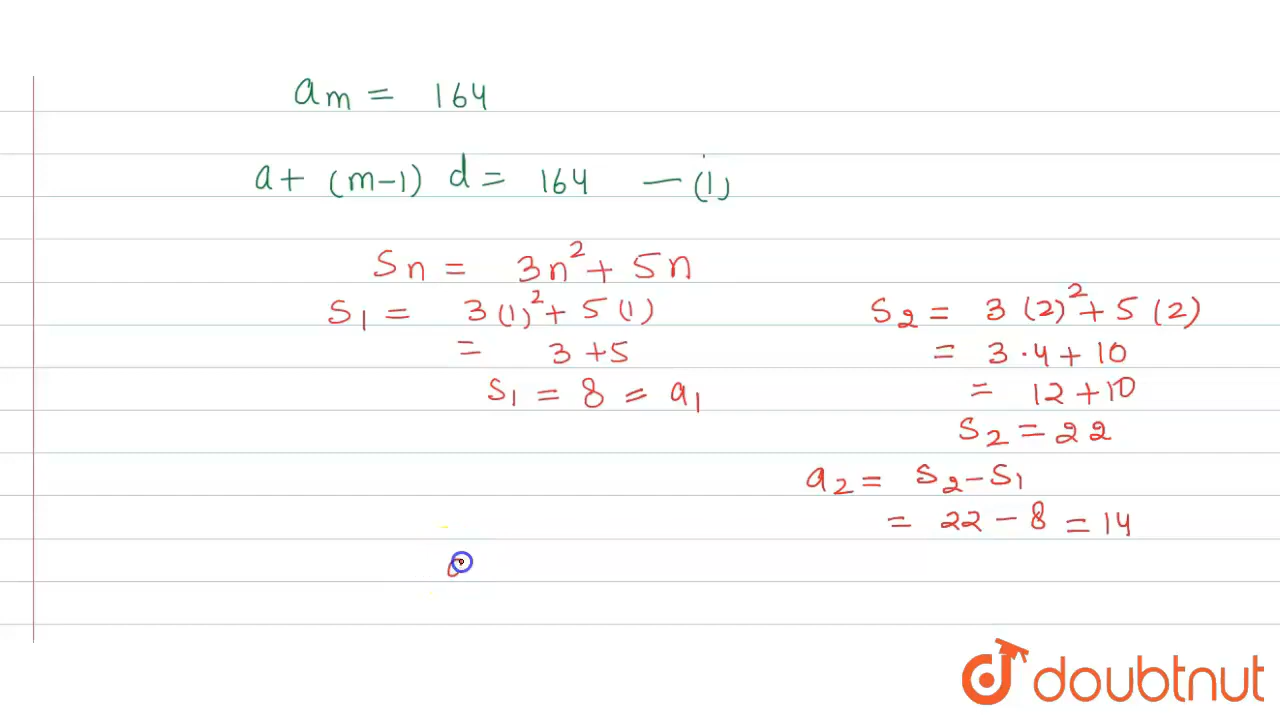 am = 164
a + (m-1) d = 164 — (i)
Sn = 3n² + 5n
S₁ = 3(1)² + 5(1)
= 3 + 5
S₁ = 8 = a₁
S₂ = 3(2)² + 5(2)
= 3·4 + 10
= 12 + 10
S₂ = 22
a₂ = S₂ - S₁
= 22 - 8 = 14
doubtnut